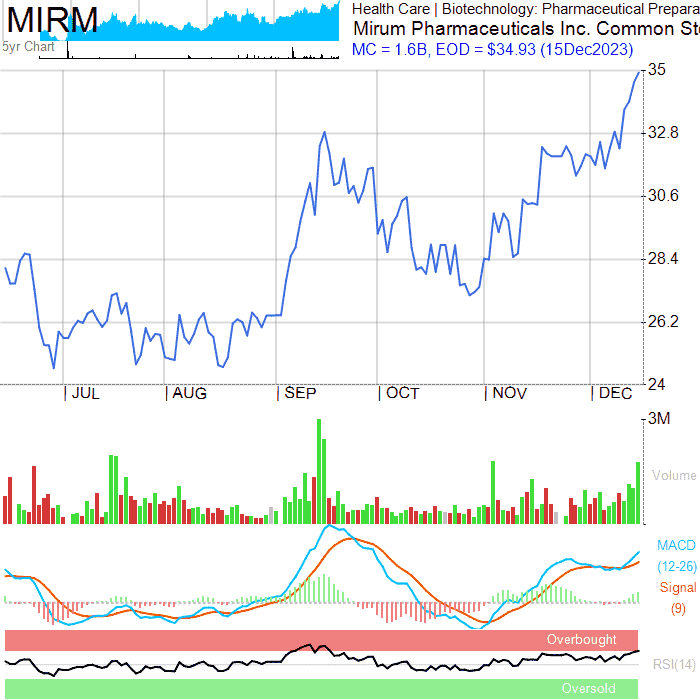 MIRM
Health Care | Biotechnology: Pharmaceutical Prepara
5yr Chart
Mirum Pharmaceuticals Inc. Common Sto
MC = 1.6B, EOD = $34.93 (15Dec2023)
35
32.8
30.6
28.4
26.2
24
| JUL | AUG | SEP | OCT | NOV | DEC
3M
Volume
MACD
(12-26)
Signal
(9)
Overbought
RSI(14)
Oversold